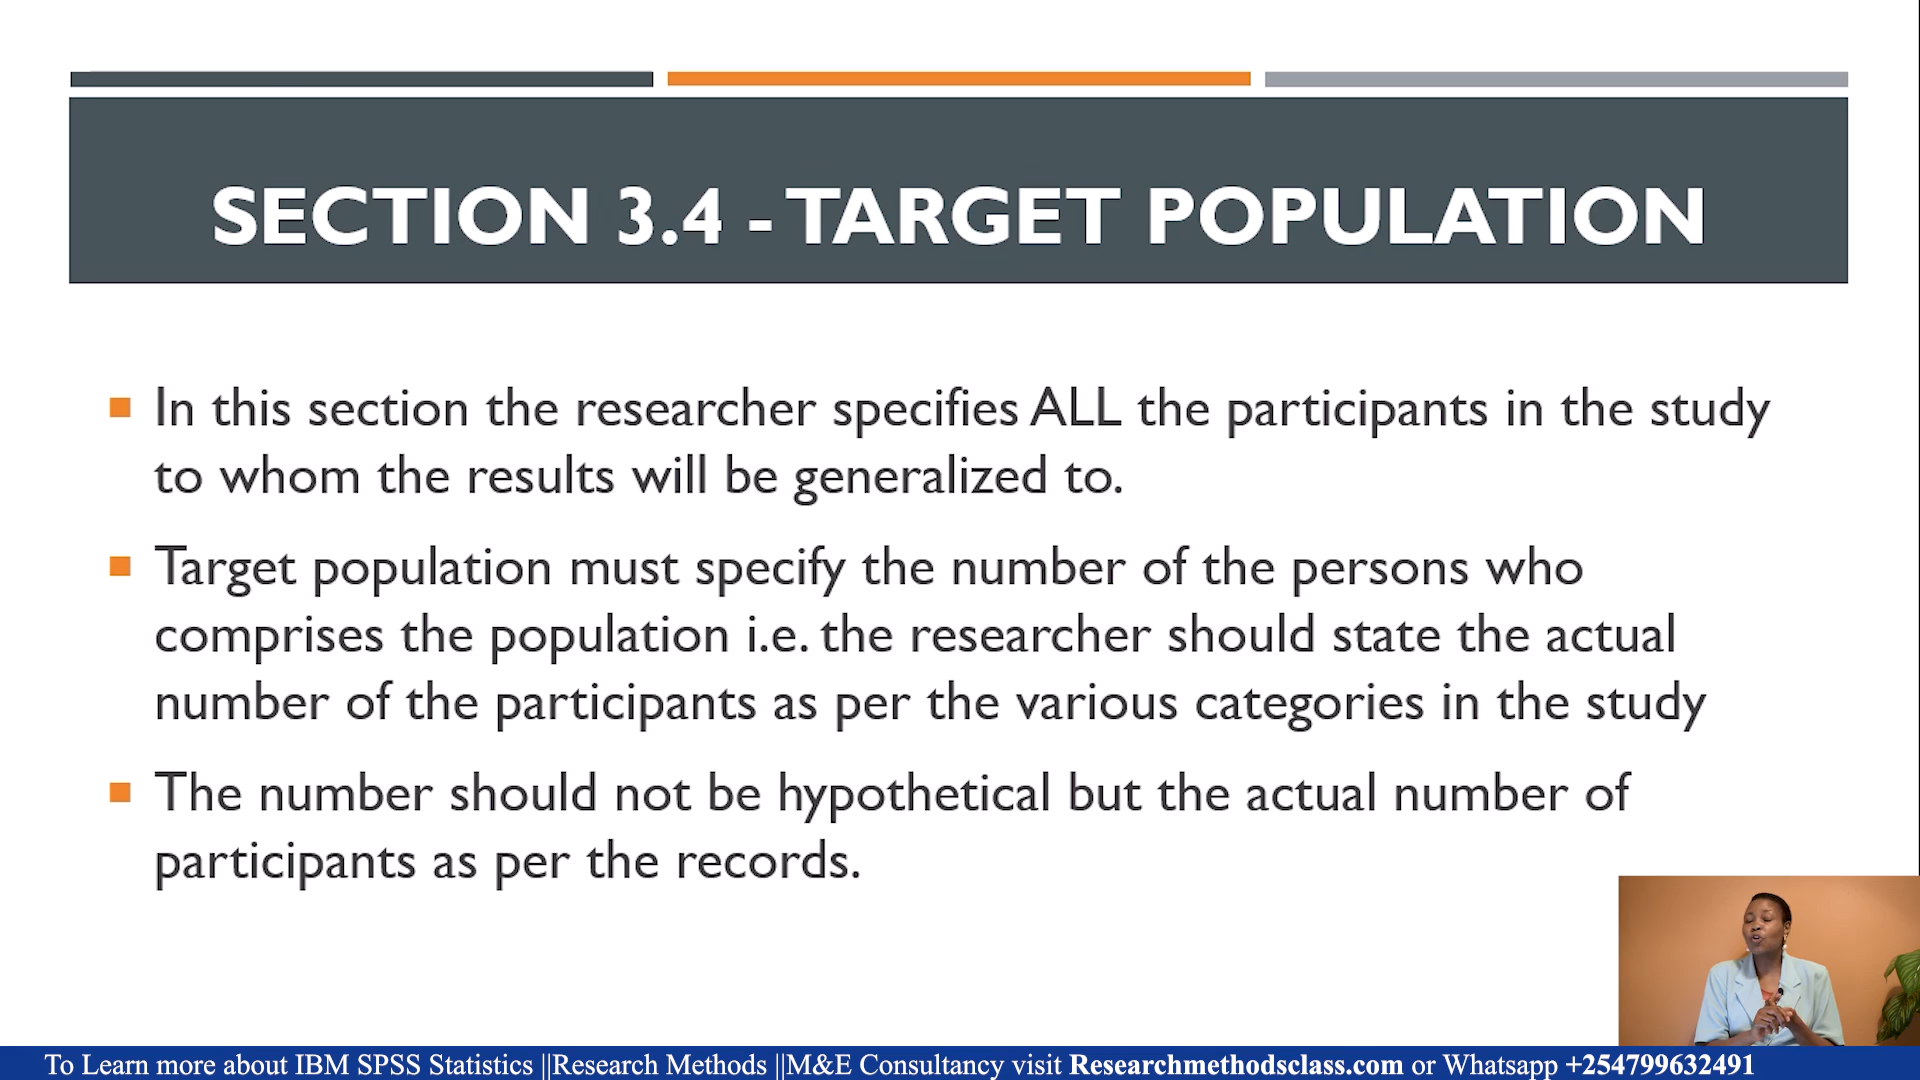 SECTION 3.4 - TARGET POPULATION
In this section the researcher specifies ALL the participants in the study
to whom the results will be generalized to.
Target population must specify the number of the persons who
comprises the population i.e. the researcher should state the actual
number of the participants as per the various categories in the study
The number should not be hypothetical but the actual number of
participants as per the records.
To Learn more about IBM SPSS Statistics ||Research Methods ||M&E Consultancy visit Researchmethodsclass.com or Whatsapp +254799632491